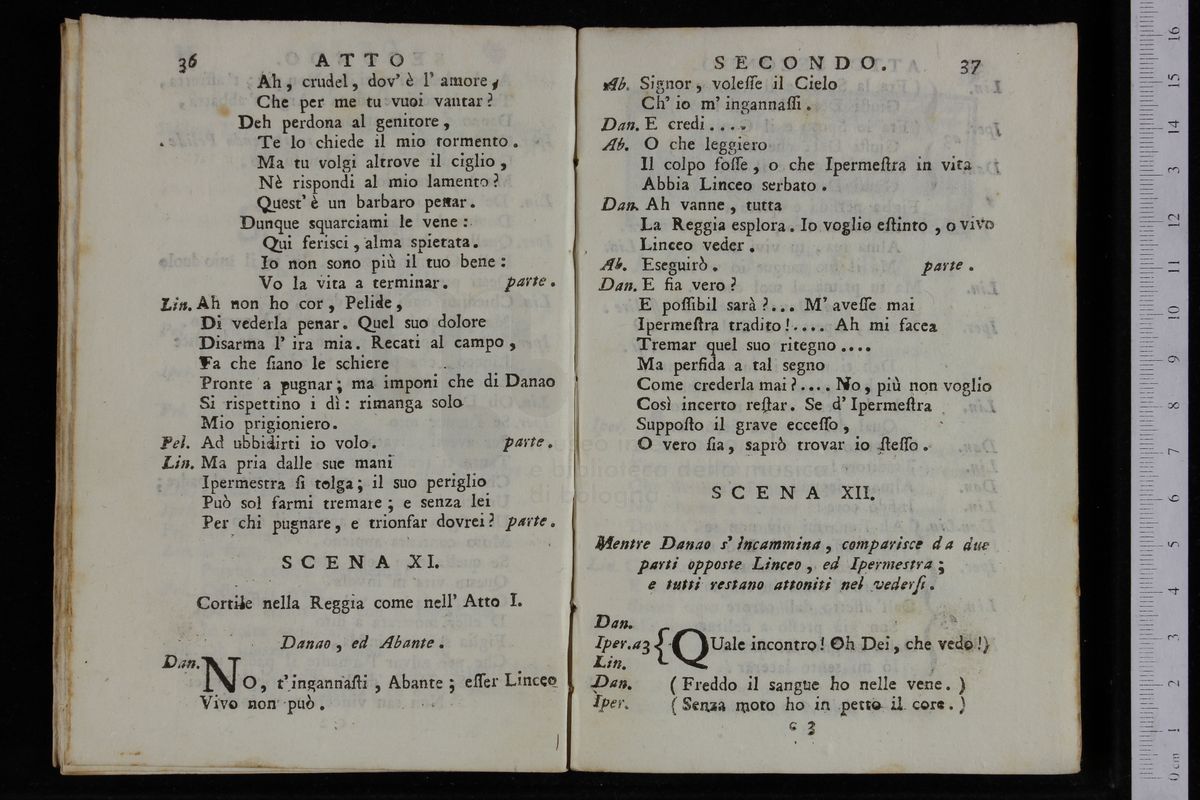 36 ATTO
Ah, crudel, dov' è l' amore,
Che per me tu vuoi vantar?
Deh perdona al genitore,
Te lo chiede il mio tormento.
Ma tu volgi altrove il ciglio,
Nè rispondi al mio lamento?
Quest' è un barbaro penar.
Dunque squarciami le vene:
Qui ferisci, alma spietata.
Io non sono più il tuo bene:
Vo la vita a terminar. parte.
Lin. Ah non ho cor, Pelide,
Di vederla penar. Quel suo dolore
Disarma l' ira mia. Recati al campo,
Fa che ſiano le schiere
Pronte a pugnar; ma imponi che di Danao
Si rispettino i dì: rimanga solo
Mio prigioniero.
Pel. Ad ubbidirti io volo. parte.
Lin. Ma pria dalle sue mani
Ipermestra ſi tolga; il suo periglio
Può sol farmi tremare; e senza lei
Per chi pugnare, e trionfar dovrei? parte.
SCENA XI.
Cortile nella Reggia come nell' Atto I.
Danao, ed Abante.
Dan. No, t'ingannaſti, Abante; eſſer Linceo
Vivo non può.
SECONDO. 37
Ab. Signor, voleſſe il Cielo
Ch' io m' ingannaſſi.
Dan. E credi....
Ab. O che leggiero
Il colpo foſſe, o che Ipermeſtra in vita
Abbia Linceo serbato.
Dan. Ah vanne, tutta
La Reggia esplora. Io voglio eſtinto, o vivo
Linceo veder.
Ab. Eseguirò. parte.
Dan. E fia vero?
E poſſibil sarà?... M' aveſſe mai
Ipermeſtra tradito!.... Ah mi facea
Tremar quel suo ritegno....
Ma perfida a tal segno
Come crederla mai?.... No, più non voglio
Così incerto reſtar. Se d' Ipermeſtra
Suppoſto il grave ecceſſo,
O vero ſia, saprò trovar io ſteſſo.
SCENA XII.
Mentre Danao s' incammina, comparisce da due
parti opposte Linceo, ed Ipermestra;
e tutti restano attoniti nel vederſi.
Dan.
Iper. a3 { QUale incontro! Oh Dei, che vedo!)
Lin.
Dan. (Freddo il sangue ho nelle vene.)
Iper. (Senza moto ho in petto il core.)
c 3
museo in
e biblioteca della musica
di bologna